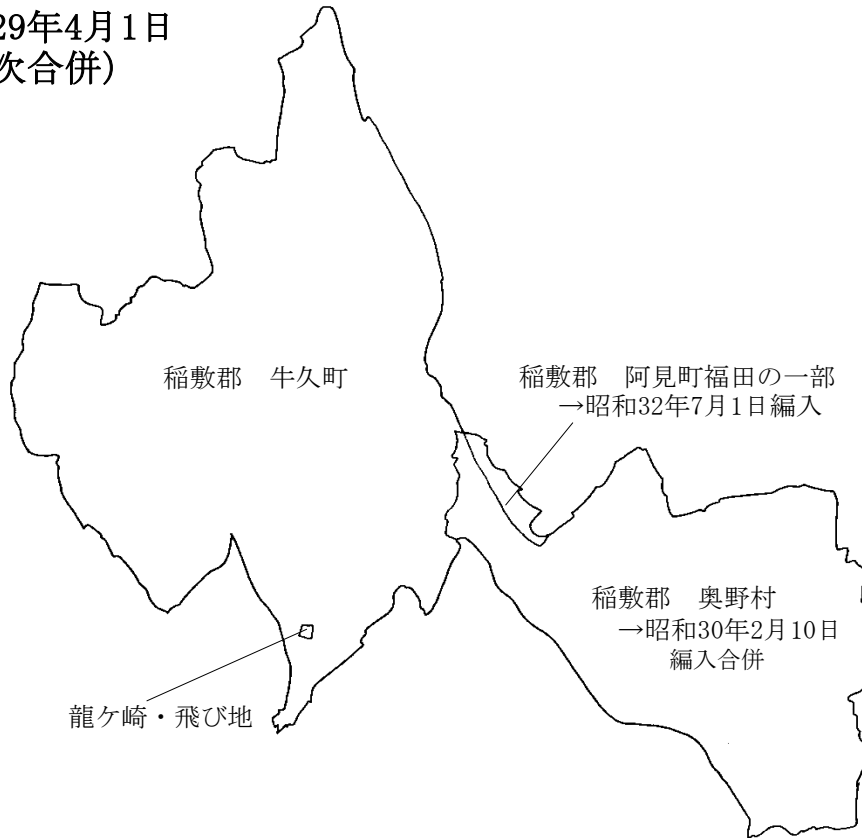 29年4月1日
次合併）
稲敷郡　牛久町
稲敷郡　阿見町福田の一部
→昭和32年7月1日編入
稲敷郡　奥野村
→昭和30年2月10日
編入合併
龍ケ崎・飛び地